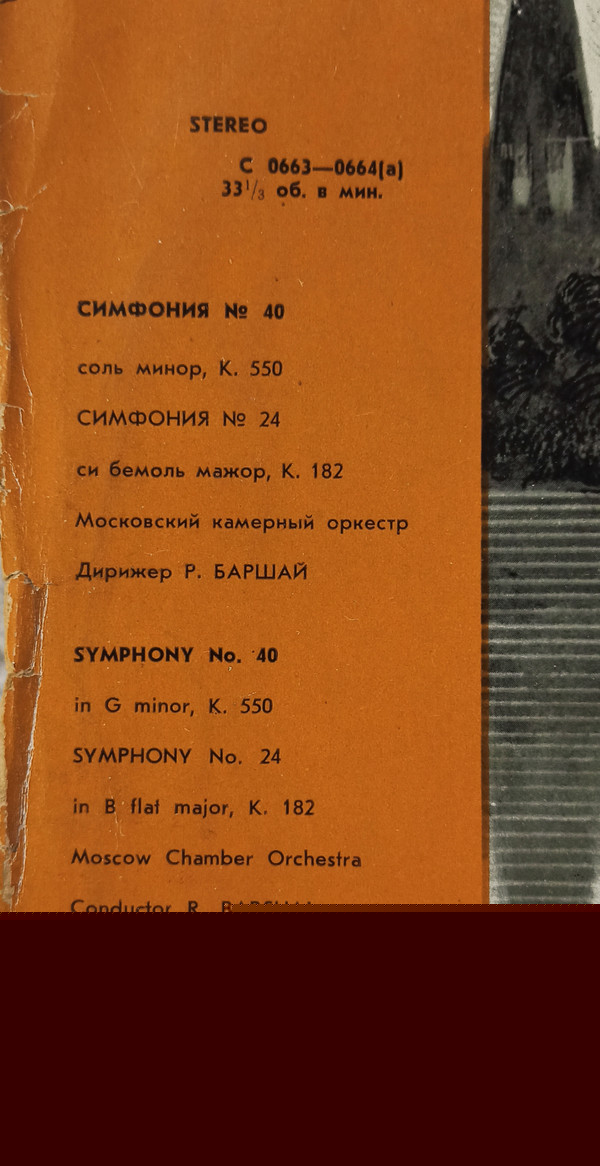 STEREO
С 0663—0664(а)
33⅓ об. в мин.
СИМФОНИЯ № 40
соль минор, К. 550
СИМФОНИЯ № 24
си бемоль мажор, К. 182
Московский камерный оркестр
Дирижер Р. БАРШАЙ
SYMPHONY No. 40
in G minor, K. 550
SYMPHONY No. 24
in B flat major, K. 182
Moscow Chamber Orchestra
Conductor R.